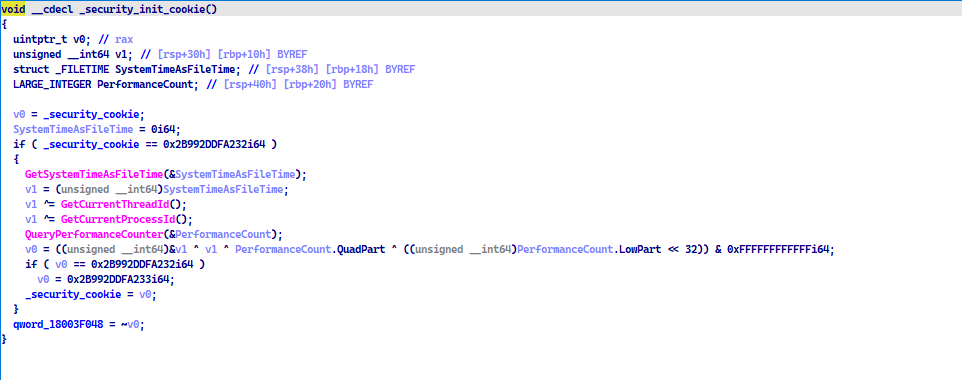 void __cdecl _security_init_cookie()
{
  uintptr_t v0; // rax
  unsigned __int64 v1; // [rsp+30h] [rbp+10h] BYREF
  struct _FILETIME SystemTimeAsFileTime; // [rsp+38h] [rbp+18h] BYREF
  LARGE_INTEGER PerformanceCount; // [rsp+40h] [rbp+20h] BYREF

  v0 = _security_cookie;
  SystemTimeAsFileTime = 0i64;
  if ( _security_cookie == 0x2B992DDFA232i64 )
  {
    GetSystemTimeAsFileTime(&SystemTimeAsFileTime);
    v1 = (unsigned __int64)SystemTimeAsFileTime;
    v1 ^= GetCurrentThreadId();
    v1 ^= GetCurrentProcessId();
    QueryPerformanceCounter(&PerformanceCount);
    v0 = ((unsigned __int64)&v1 ^ v1 ^ PerformanceCount.QuadPart ^ ((unsigned __int64)PerformanceCount.LowPart << 32)) & 0xFFFFFFFFFFFFi64;
    if ( v0 == 0x2B992DDFA232i64 )
      v0 = 0x2B992DDFA233i64;
    _security_cookie = v0;
  }
  qword_18003F048 = ~v0;
}